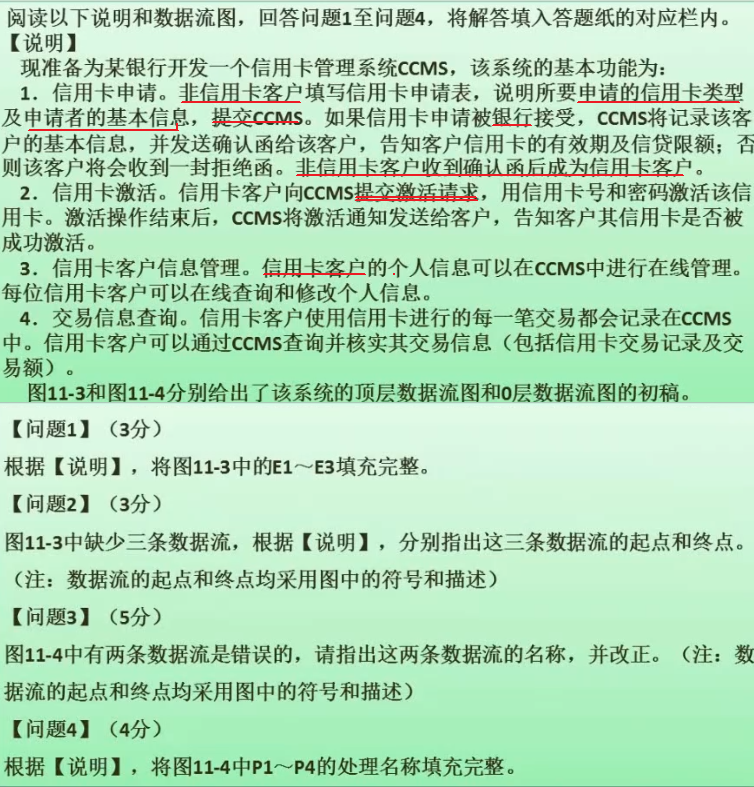 阅读以下说明和数据流图，回答问题1至问题4，将解答填入答题纸的对应栏内。
【说明】
现准备为某银行开发一个信用卡管理系统CCMS，该系统的基本功能为：
1．信用卡申请。非信用卡客户填写信用卡申请表，说明所要申请的信用卡类型
及申请者的基本信息，提交CCMS。如果信用卡申请被银行接受，CCMS将记录该客
户的基本信息，并发送确认函给该客户，告知客户信用卡的有效期及信贷限额；否
则该客户将会收到一封拒绝函。非信用卡客户收到确认函后成为信用卡客户。
2．信用卡激活。信用卡客户向CCMS提交激活请求，用信用卡号和密码激活该信
用卡。激活操作结束后，CCMS将激活通知发送给客户，告知客户其信用卡是否被
成功激活。
3．信用卡客户信息管理。信用卡客户的个人信息可以在CCMS中进行在线管理。
每位信用卡客户可以在线查询和修改个人信息。
4．交易信息查询。信用卡客户使用信用卡进行的每一笔交易都会记录在CCMS
中。信用卡客户可以通过CCMS查询并核实其交易信息（包括信用卡交易记录及交
易额）。
图11-3和图11-4分别给出了该系统的顶层数据流图和0层数据流图的初稿。
【问题1】（3分）
根据【说明】，将图11-3中的E1～E3填充完整。
【问题2】（3分）
图11-3中缺少三条数据流，根据【说明】，分别指出这三条数据流的起点和终点。
（注：数据流的起点和终点均采用图中的符号和描述）
【问题3】（5分）
图11-4中有两条数据流是错误的，请指出这两条数据流的名称，并改正。（注：数
据流的起点和终点均采用图中的符号和描述）
【问题4】（4分）
根据【说明】，将图11-4中P1～P4的处理名称填充完整。